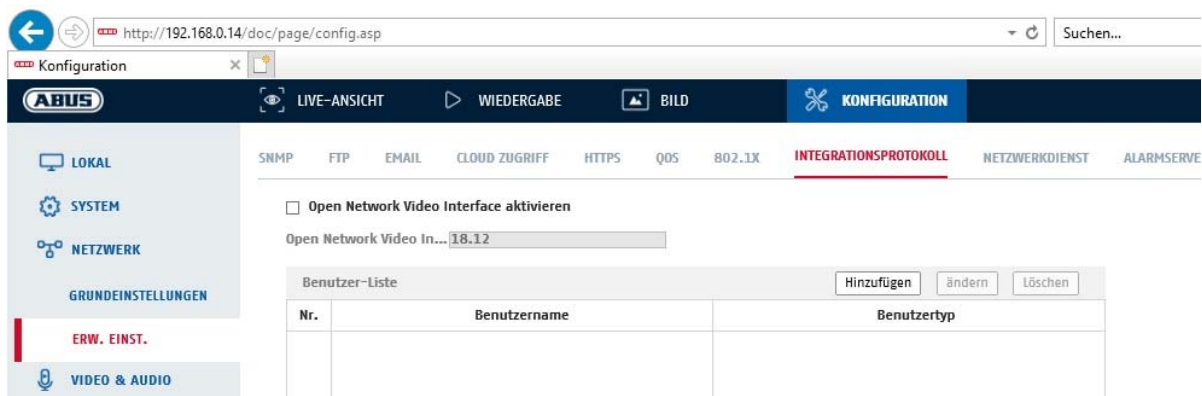 http://192.168.0.14/doc/page/config.asp Suchen...
ABUS Konfiguration
ABUS LIVE-ANSICHT WIEDERGABE BILD KONFIGURATION
LOKAL
SYSTEM
NETZWERK
GRUNDEINSTELLUNGEN
ERW. EINST.
VIDEO & AUDIO
SNMP FTP EMAIL CLOUD ZUGRIFF HTTPS QOS 802.1X INTEGRATIONSPROTOKOLL NETZWERKDIENST ALARMSERVE
Open Network Video Interface aktivieren
Open Network Video In... 18.12
Benutzer-Liste Hinzufügen ändern Löschen
Nr. Benutzername Benutzertyp